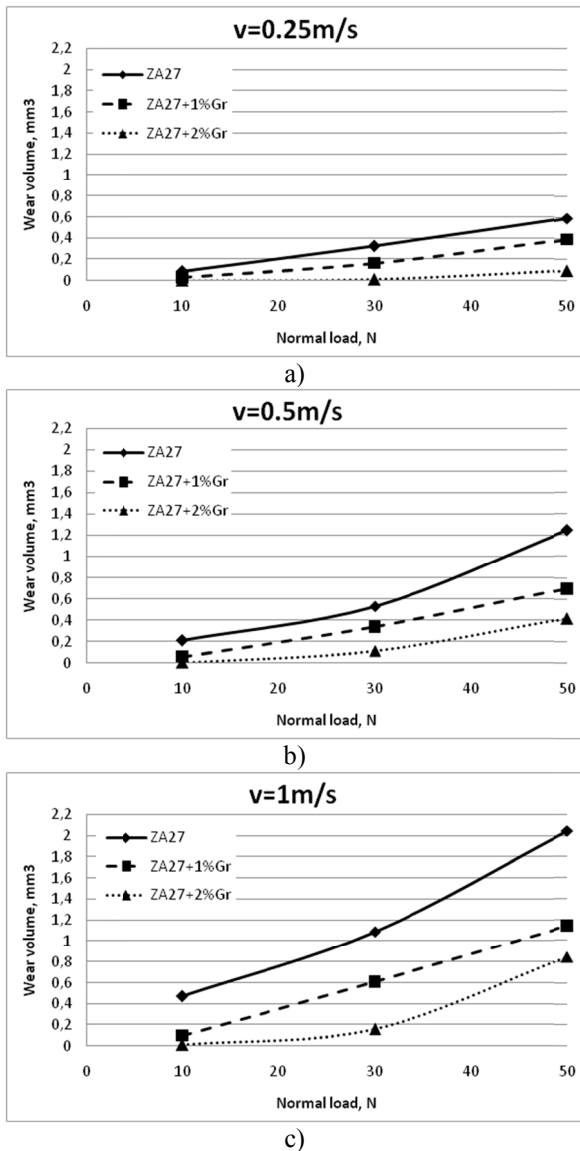 v=0.25m/s
2,2
2
1,8
1,6
1,4
1,2
1
0,8
0,6
0,4
0,2
0
Wear volume, mm3
ZA27
ZA27+1%Gr
ZA27+2%Gr
0 10 20 30 40 50
Normal load, N
a)
v=0.5m/s
2,2
2
1,8
1,6
1,4
1,2
1
0,8
0,6
0,4
0,2
0
Wear volume, mm3
ZA27
ZA27+1%Gr
ZA27+2%Gr
0 10 20 30 40 50
Normal load, N
b)
v=1m/s
2,2
2
1,8
1,6
1,4
1,2
1
0,8
0,6
0,4
0,2
0
Wear volume, mm3
ZA27
ZA27+1%Gr
ZA27+2%Gr
0 10 20 30 40 50
Normal load, N
c)